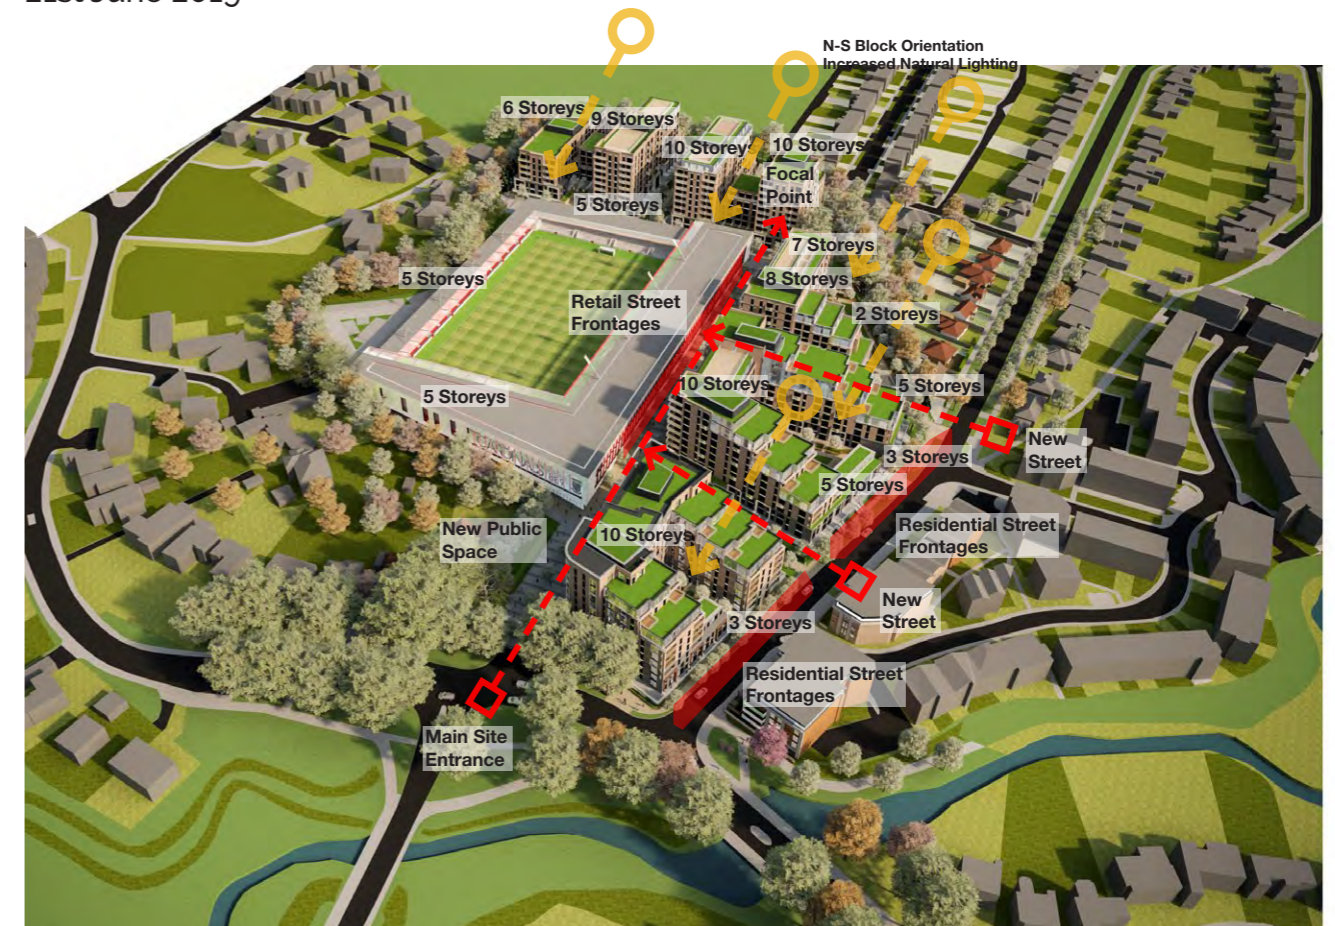 N-S Block Orientation
Increased Natural Lighting
6 Storeys
9 Storeys
10 Storeys
10 Storeys
Focal
Point
5 Storeys
7 Storeys
5 Storeys
8 Storeys
Retail Street
Frontages
2 Storeys
10 Storeys
5 Storeys
5 Storeys
New
Street
3 Storeys
5 Storeys
New Public
Space
10 Storeys
Residential Street
Frontages
New
Street
3 Storeys
Residential Street
Frontages
Main Site
Entrance